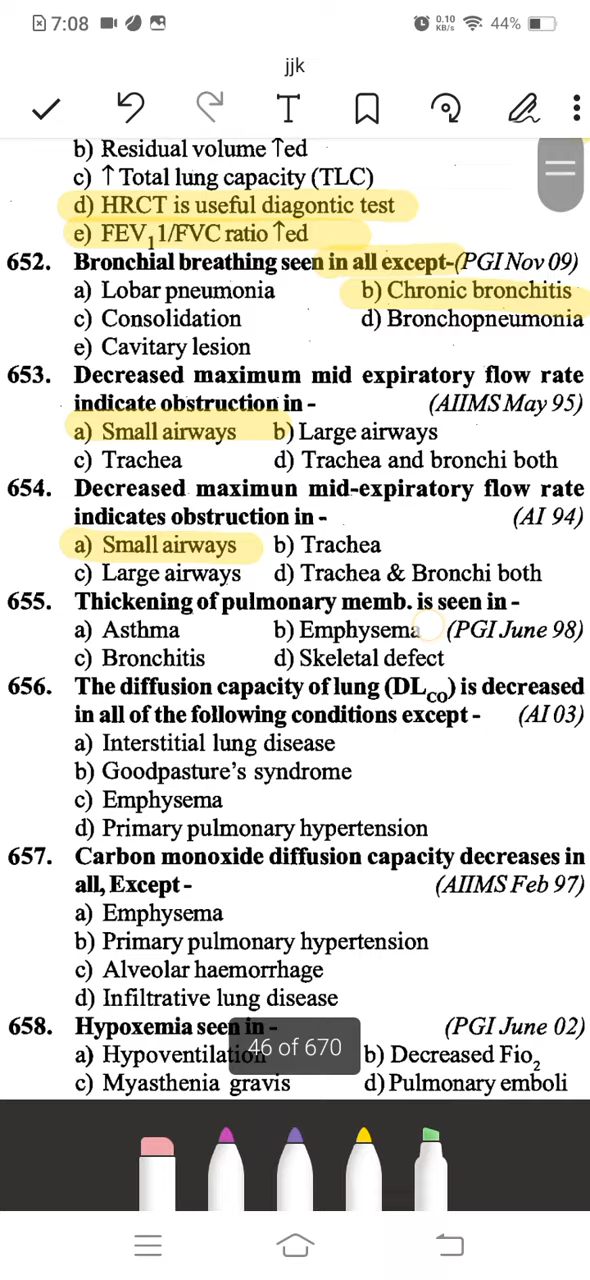 7:08
0.10
KB/s
44%
jjk
T
b) Residual volume ↑ed
c) ↑ Total lung capacity (TLC)
d) HRCT is useful diagontic test
e) FEV₁1/FVC ratio ↑ed
652. Bronchial breathing seen in all except- (PGI Nov 09)
a) Lobar pneumonia b) Chronic bronchitis
c) Consolidation d) Bronchopneumonia
e) Cavitary lesion
653. Decreased maximum mid expiratory flow rate
indicate obstruction in - (AIIMS May 95)
a) Small airways b) Large airways
c) Trachea d) Trachea and bronchi both
654. Decreased maximun mid-expiratory flow rate
indicates obstruction in - (AI 94)
a) Small airways b) Trachea
c) Large airways d) Trachea & Bronchi both
655. Thickening of pulmonary memb. is seen in -
a) Asthma b) Emphysema (PGI June 98)
c) Bronchitis d) Skeletal defect
656. The diffusion capacity of lung (DLCO) is decreased
in all of the following conditions except - (AI 03)
a) Interstitial lung disease
b) Goodpasture's syndrome
c) Emphysema
d) Primary pulmonary hypertension
657. Carbon monoxide diffusion capacity decreases in
all, Except - (AIIMS Feb 97)
a) Emphysema
b) Primary pulmonary hypertension
c) Alveolar haemorrhage
d) Infiltrative lung disease
658. Hypoxemia seen in - (PGI June 02)
46 of 670
a) Hypoventilation b) Decreased Fio₂
c) Myasthenia gravis d) Pulmonary emboli